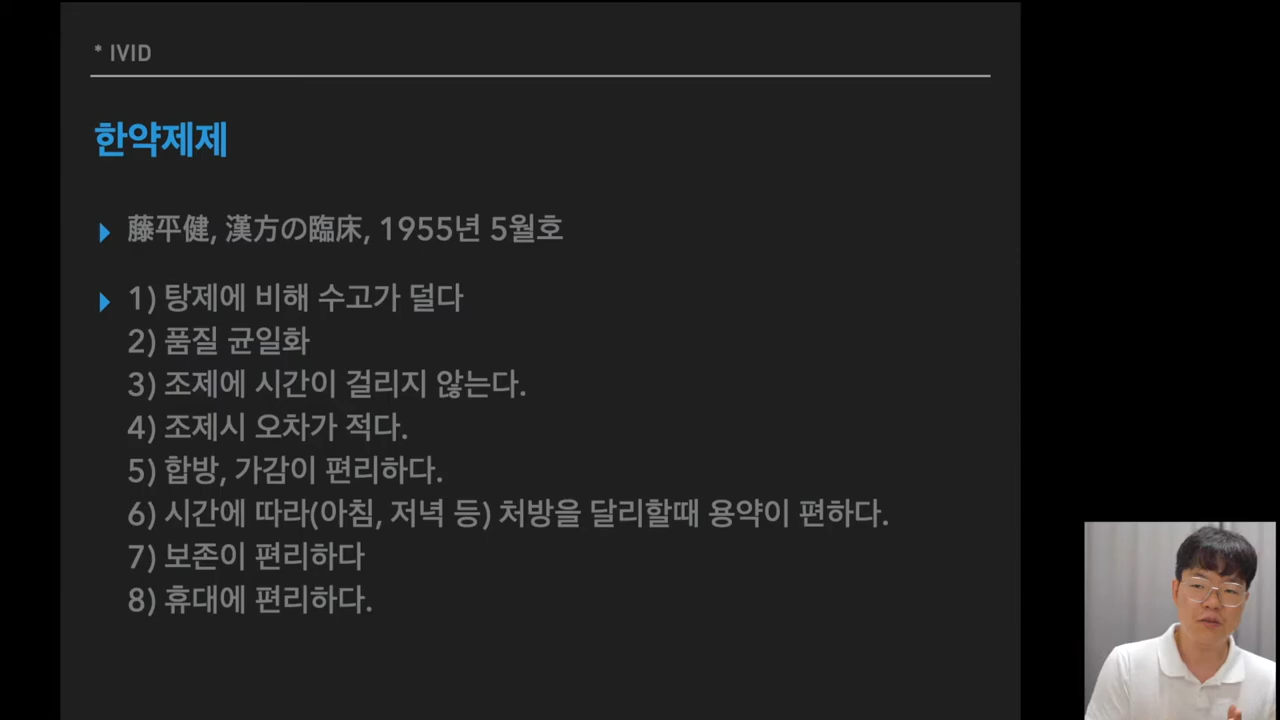 * IVID
한약제제
藤平健, 漢方の臨床, 1955년 5월호
1) 탕제에 비해 수고가 덜다
2) 품질 균일화
3) 조제에 시간이 걸리지 않는다.
4) 조제시 오차가 적다.
5) 합방, 가감이 편리하다.
6) 시간에 따라(아침, 저녁 등) 처방을 달리할때 용약이 편하다.
7) 보존이 편리하다
8) 휴대에 편리하다.